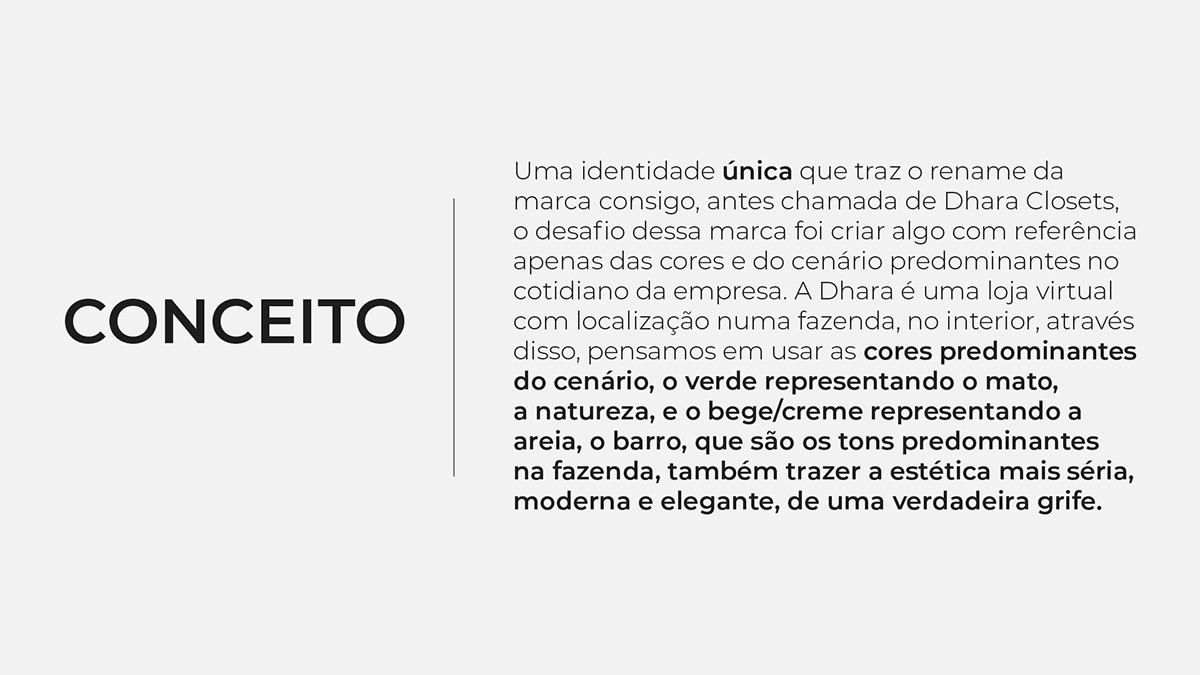 CONCEITO
Uma identidade única que traz o rename da
marca consigo, antes chamada de Dhara Closets,
o desafio dessa marca foi criar algo com referência
apenas das cores e do cenário predominantes no
cotidiano da empresa. A Dhara é uma loja virtual
com localização numa fazenda, no interior, através
disso, pensamos em usar as cores predominantes
do cenário, o verde representando o mato,
a natureza, e o bege/creme representando a
areia, o barro, que são os tons predominantes
na fazenda, também trazer a estética mais séria,
moderna e elegante, de uma verdadeira grife.